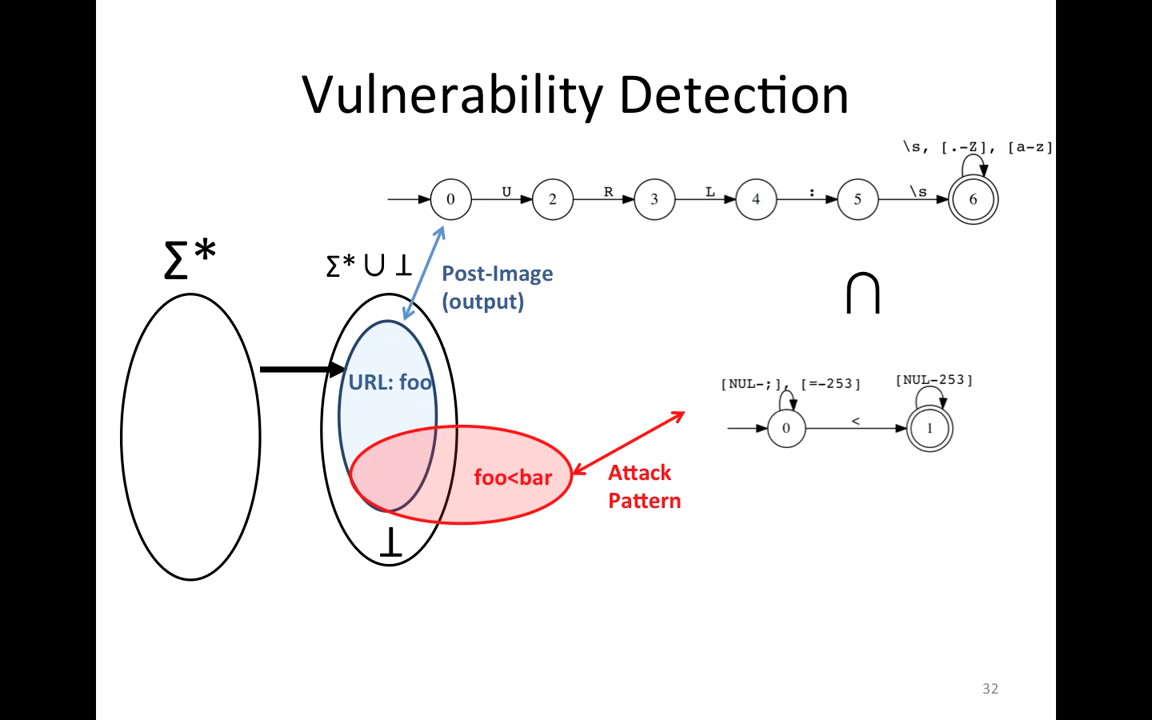 Vulnerability Detection
\s, [.-Z], [a-z]
0 U 2 R 3 L 4 : 5 \s 6
Σ*
Σ* ∪ ⊥
Post-Image
(output)
∩
URL: foo
[NUL-;], [=-253]
[NUL-253]
0 < 1
foo<bar
Attack
Pattern
⊥
32